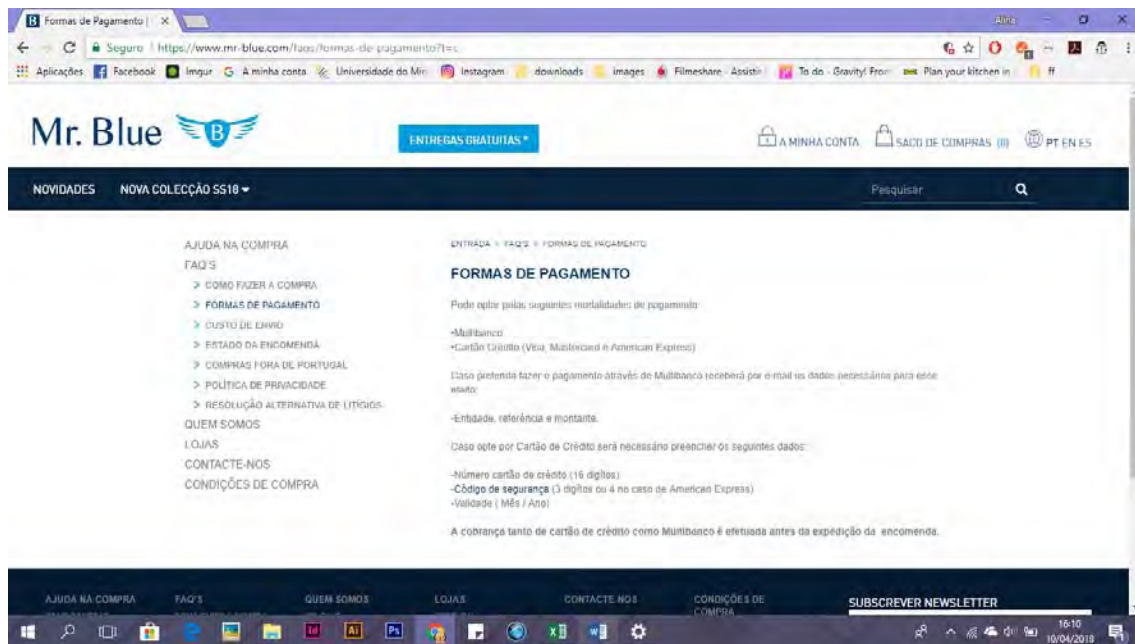 Formas de Pagamento |
Alina
Seguro | https://www.mr-blue.com/faqs/formas-de-pagamento?t=c
Aplicações Facebook Imgur A minha conta Universidade do Min Instagram downloads images Filmeshare - Assistir To do - Gravity! From Plan your kitchen in ff
Mr. Blue B
ENTREGAS GRATUITAS *
A MINHA CONTA SACO DE COMPRAS (0) PT EN ES
NOVIDADES NOVA COLECÇÃO SS18 Pesquisar
AJUDA NA COMPRA
FAQ'S
> COMO FAZER A COMPRA
> FORMAS DE PAGAMENTO
> CUSTO DE ENVIO
> ESTADO DA ENCOMENDA
> COMPRAS FORA DE PORTUGAL
> POLÍTICA DE PRIVACIDADE
> RESOLUÇÃO ALTERNATIVA DE LITÍGIOS
QUEM SOMOS
LOJAS
CONTACTE-NOS
CONDIÇÕES DE COMPRA
ENTRADA > FAQ'S > FORMAS DE PAGAMENTO
FORMAS DE PAGAMENTO
Pode optar pelas seguintes modalidades de pagamento:
-Multibanco
-Cartão Crédito (Visa, Mastercard e American Express)
Caso pretenda fazer o pagamento através de Multibanco receberá por e-mail os dados necessários para esse
efeito:
-Entidade, referência e montante.
Caso opte por Cartão de Crédito será necessário preencher os seguintes dados:
-Número cartão de crédito (16 dígitos)
-Código de segurança (3 dígitos ou 4 no caso de American Express)
-Validade ( Mês / Ano)
A cobrança tanto de cartão de crédito como Multibanco é efetuada antes da expedição da encomenda.
AJUDA NA COMPRA FAQ'S QUEM SOMOS LOJAS CONTACTE NOS CONDIÇÕES DE
COMPRA
SUBSCREVER NEWSLETTER
16:10
10/04/2018